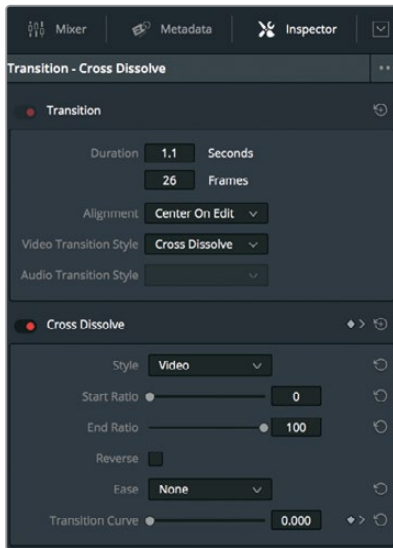 Mixer Metadata Inspector
Transition - Cross Dissolve
Transition
Duration 1.1 Seconds
26 Frames
Alignment Center On Edit
Video Transition Style Cross Dissolve
Audio Transition Style
Cross Dissolve
Style Video
Start Ratio 0
End Ratio 100
Reverse
Ease None
Transition Curve 0.000